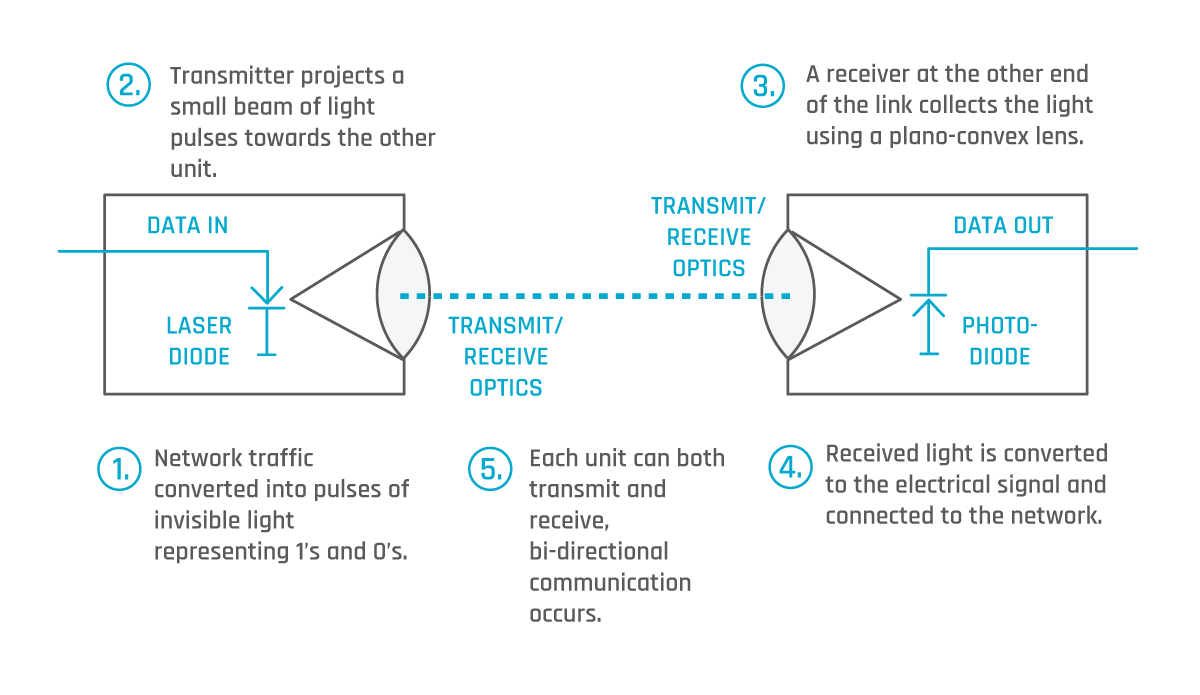 2.
Transmitter projects a
small beam of light
pulses towards the other
unit.
3.
A receiver at the other end
of the link collects the light
using a plano-convex lens.
DATA IN
LASER
DIODE
TRANSMIT/
RECEIVE
OPTICS
TRANSMIT/
RECEIVE
OPTICS
DATA OUT
PHOTO-
DIODE
1.
Network traffic
converted into pulses of
invisible light
representing 1's and 0's.
5.
Each unit can both
transmit and
receive,
bi-directional
communication
occurs.
4.
Received light is converted
to the electrical signal and
connected to the network.